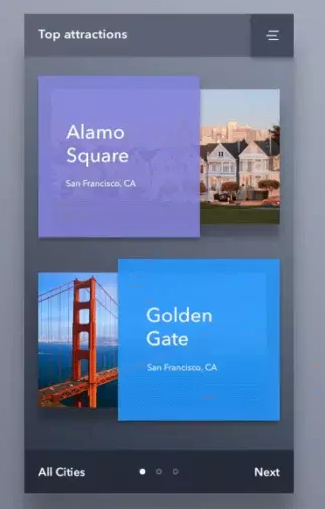 Top attractions
Alamo
Square
San Francisco, CA
Golden
Gate
San Francisco, CA
All Cities
Next